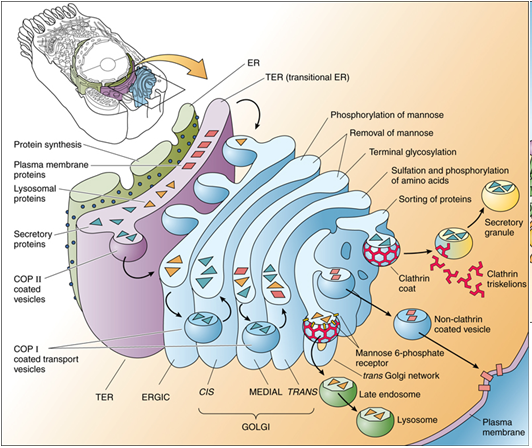 ER
TER (transitional ER)
Phosphorylation of mannose
Removal of mannose
Terminal glycosylation
Sulfation and phosphorylation
of amino acids
Sorting of proteins
Protein synthesis
Plasma membrane
proteins
Lysosomal
proteins
Secretory
proteins
COP II
coated
vesicles
COP I
coated transport
vesicles
Secretory
granule
Clathrin
coat
Clathrin
triskelions
Non-clathrin
coated vesicle
Mannose 6-phosphate
receptor
trans Golgi network
Late endosome
Lysosome
Plasma
membrane
TER
ERGIC
CIS
MEDIAL
TRANS
GOLGI